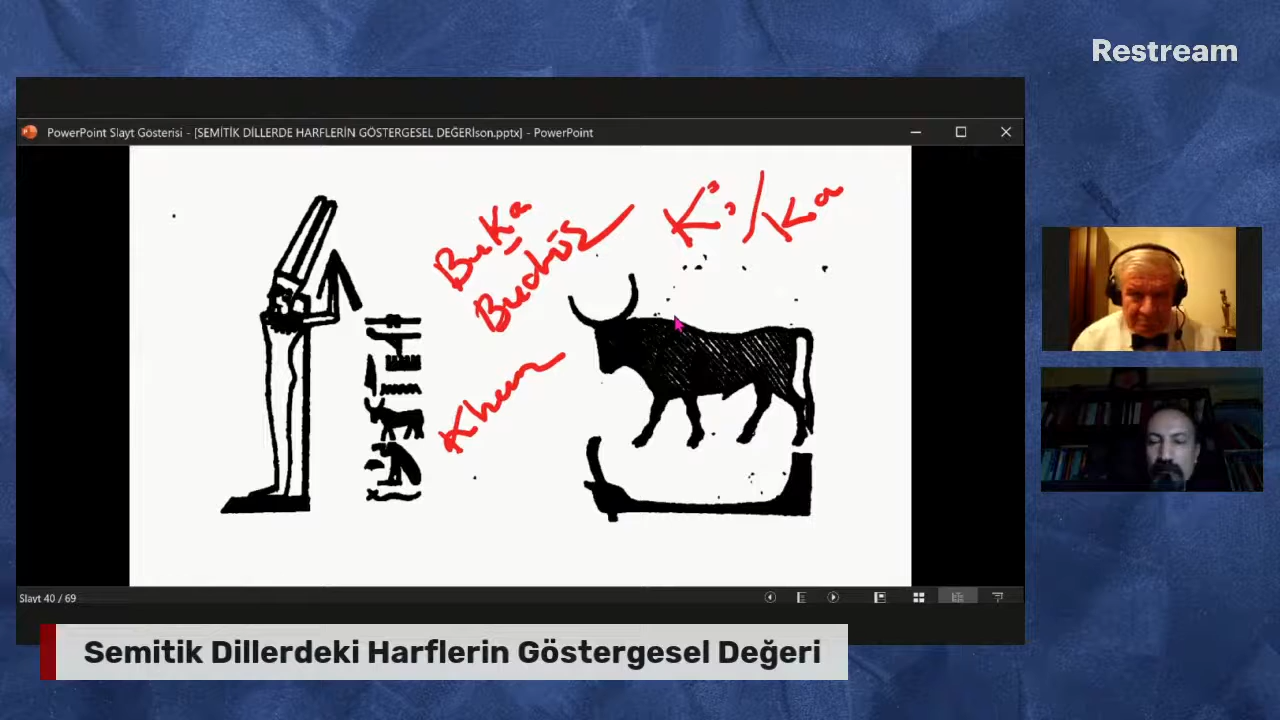 Restream
PowerPoint Slayt Gösterisi - [SEMİTİK DİLLERDE HARFLERİN GÖSTERGESEL DEĞERİson.pptx] - PowerPoint
Buka
Ki/Ka
Khem
Slayt 40 / 69
Semitik Dillerdeki Harflerin Göstergesel Değeri